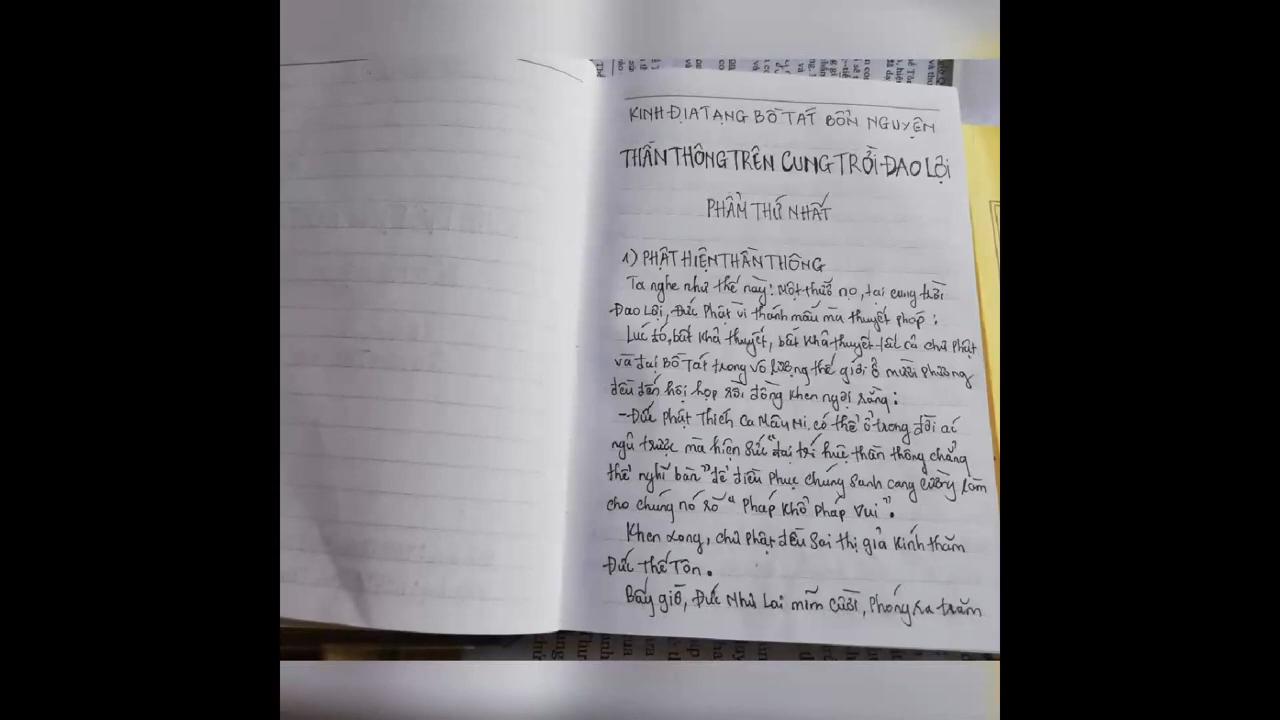 KINH ĐỊA TẠNG BỒ TÁT BỔN NGUYỆN
THẦN THÔNG TRÊN CUNG TRỜI ĐAO LỢI
PHẨM THỨ NHẤT
1) PHẬT HIỆN THẦN THÔNG
Ta nghe như thế này: Một thuở nọ, tại cung trời
Đao Lợi, Đức Phật vì thánh mẫu mà thuyết pháp:
Lúc đó, bất khả thuyết, bất khả thuyết tất cả chư Phật
và đại Bồ Tát trong vô lượng thế giới ở mười phương
đều đến hội họp rồi đồng khen ngợi rằng:
-Đức Phật Thích Ca Mâu Ni, có thể ở trong đời ác
ngũ trược mà hiện sức "đại trí huệ thần thông chẳng
thể nghĩ bàn" để điều phục chúng sanh cang cường làm
cho chúng nó rõ "Pháp Khổ Pháp Vui".
Khen xong, chư Phật đều sai thị giả kính thăm
Đức Thế Tôn.
Bấy giờ, Đức Như Lai mỉm cười, Phóng ra trăm